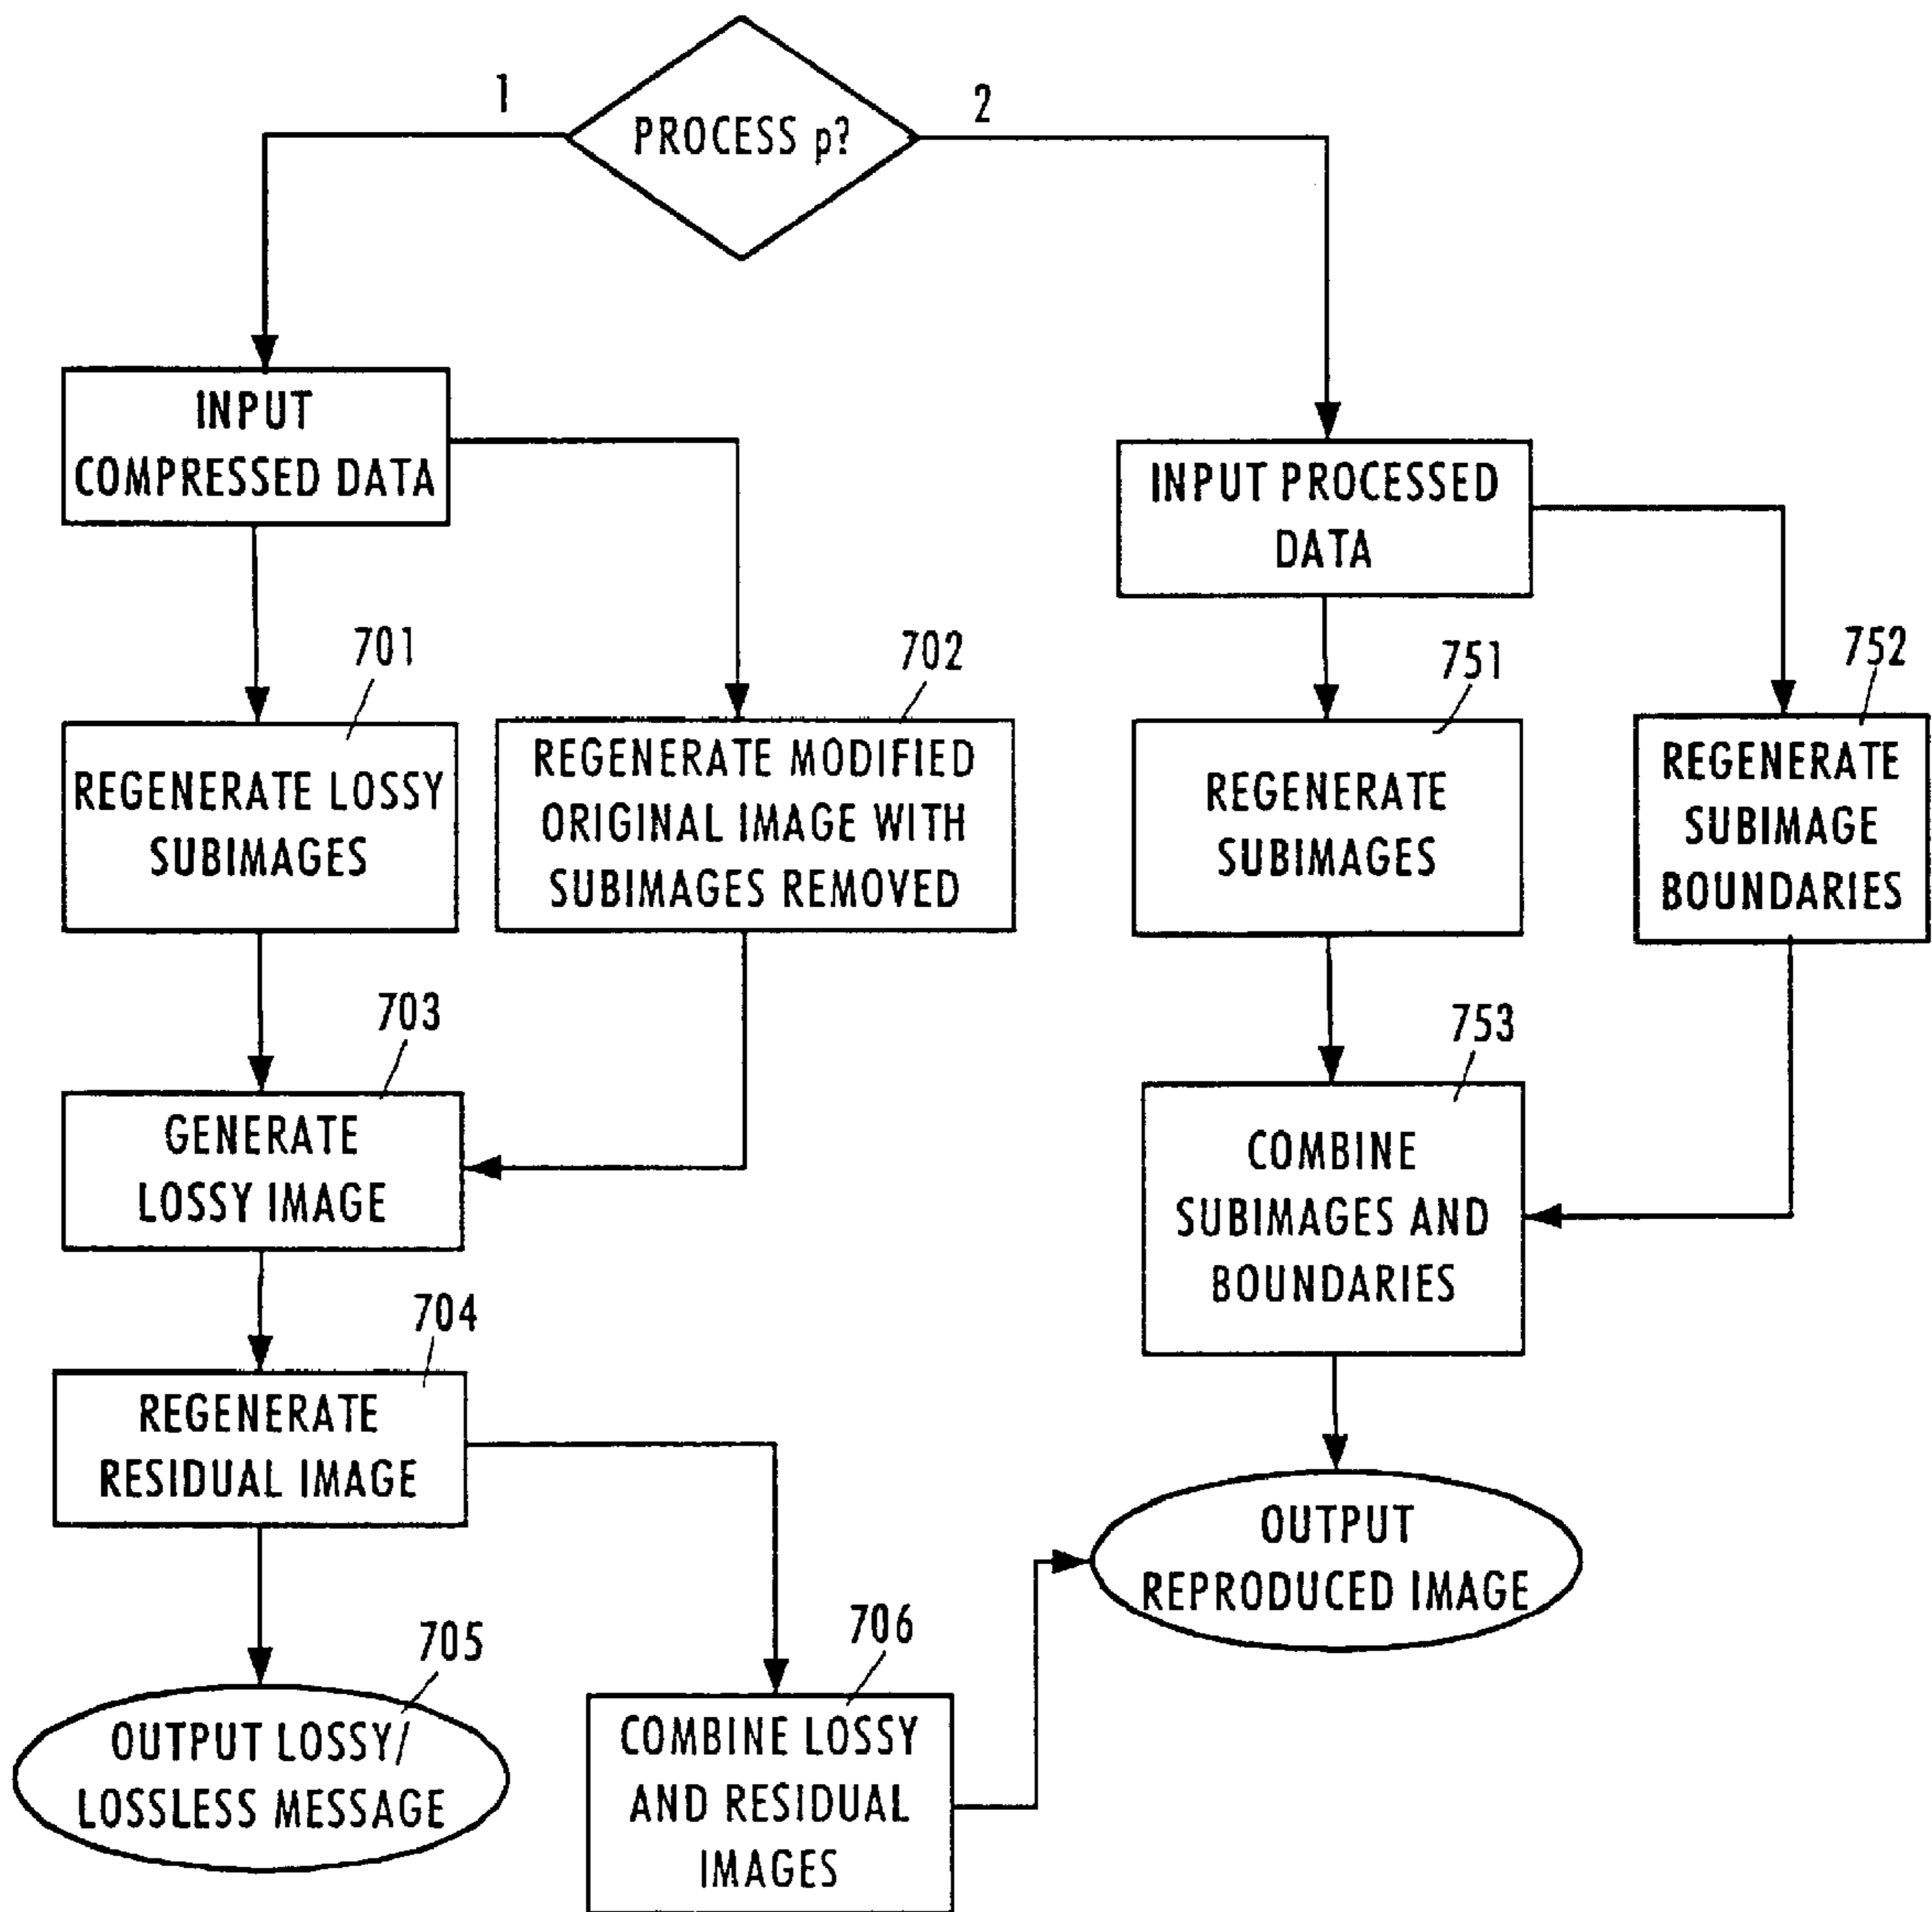 1
PROCESS p?
2
INPUT
COMPRESSED DATA
INPUT PROCESSED
DATA
701
REGENERATE LOSSY
SUBIMAGES
702
REGENERATE MODIFIED
ORIGINAL IMAGE WITH
SUBIMAGES REMOVED
751
REGENERATE
SUBIMAGES
752
REGENERATE
SUBIMAGE
BOUNDARIES
703
GENERATE
LOSSY IMAGE
753
COMBINE
SUBIMAGES AND
BOUNDARIES
704
REGENERATE
RESIDUAL IMAGE
OUTPUT
REPRODUCED IMAGE
705
OUTPUT LOSSY/
LOSSLESS MESSAGE
706
COMBINE LOSSY
AND RESIDUAL
IMAGES